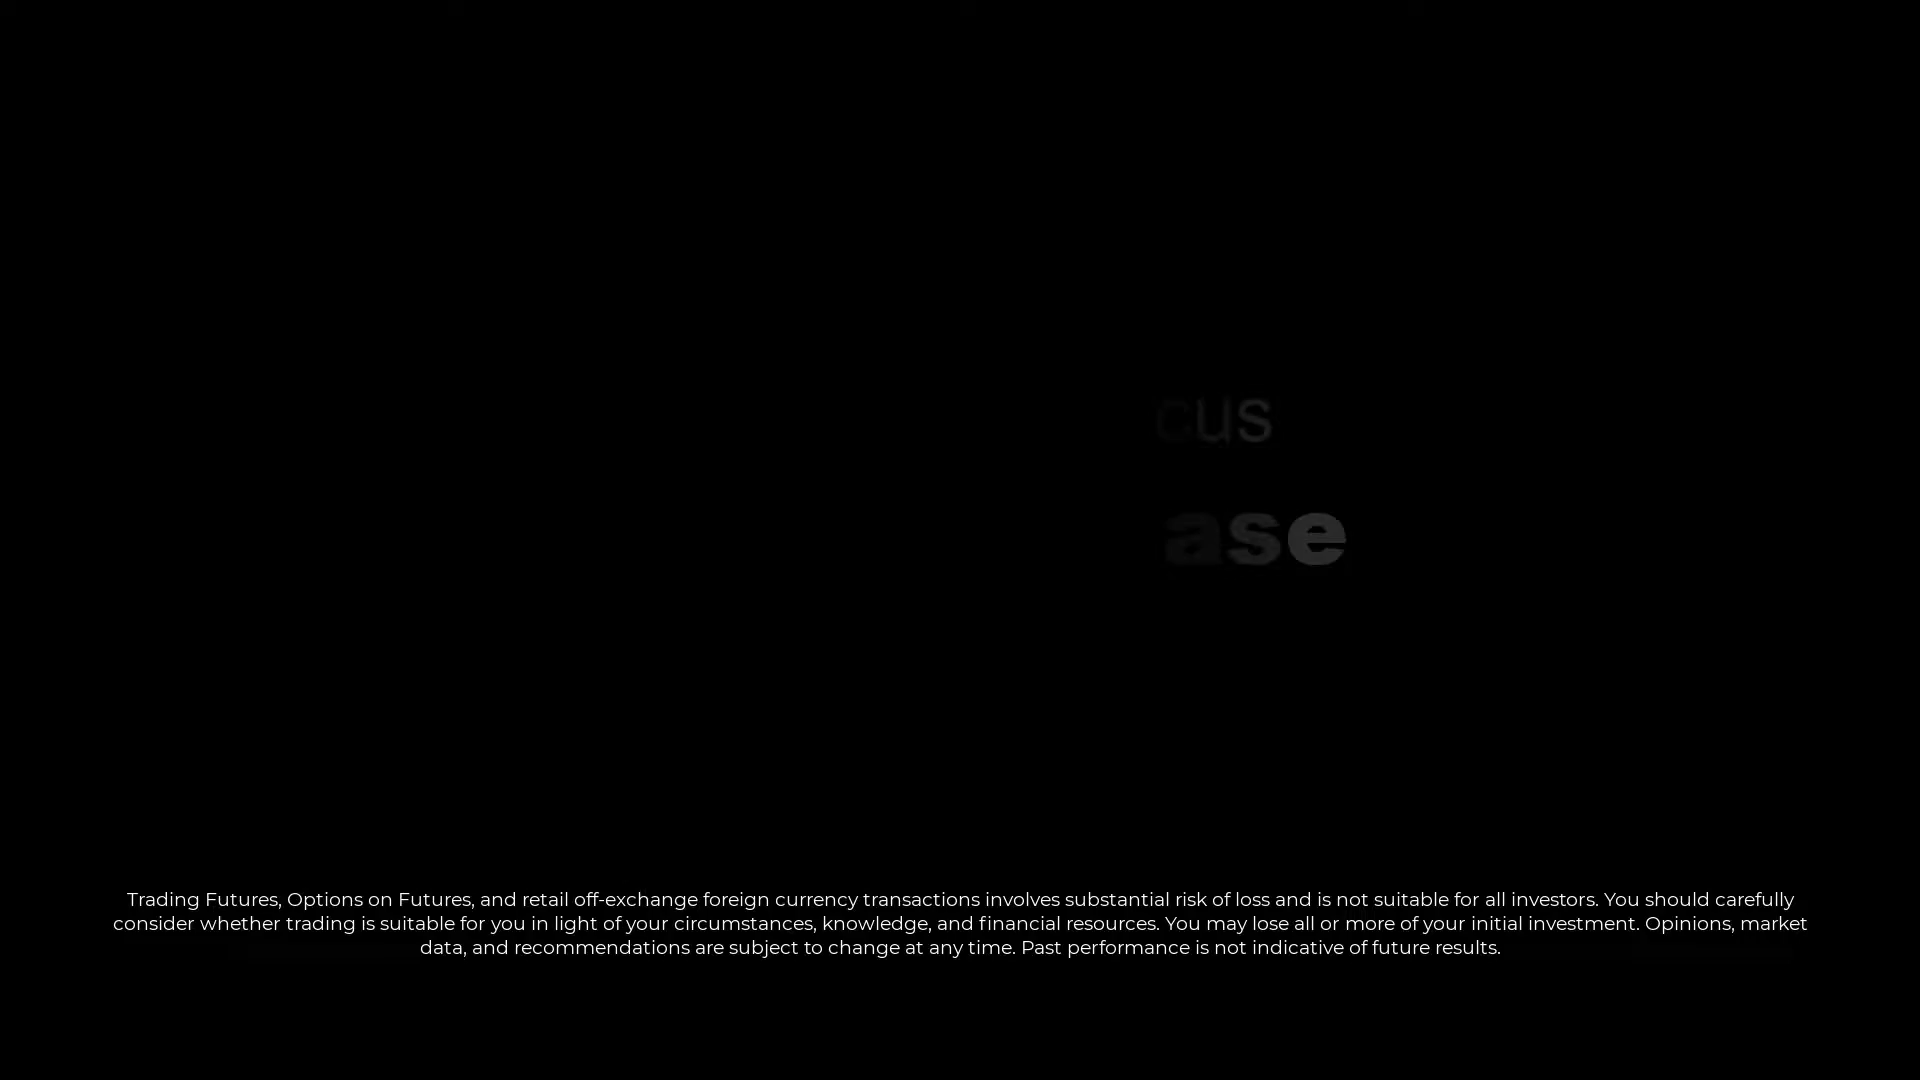 cus
ase
Trading Futures, Options on Futures, and retail off-exchange foreign currency transactions involves substantial risk of loss and is not suitable for all investors. You should carefully
consider whether trading is suitable for you in light of your circumstances, knowledge, and financial resources. You may lose all or more of your initial investment. Opinions, market
data, and recommendations are subject to change at any time. Past performance is not indicative of future results.